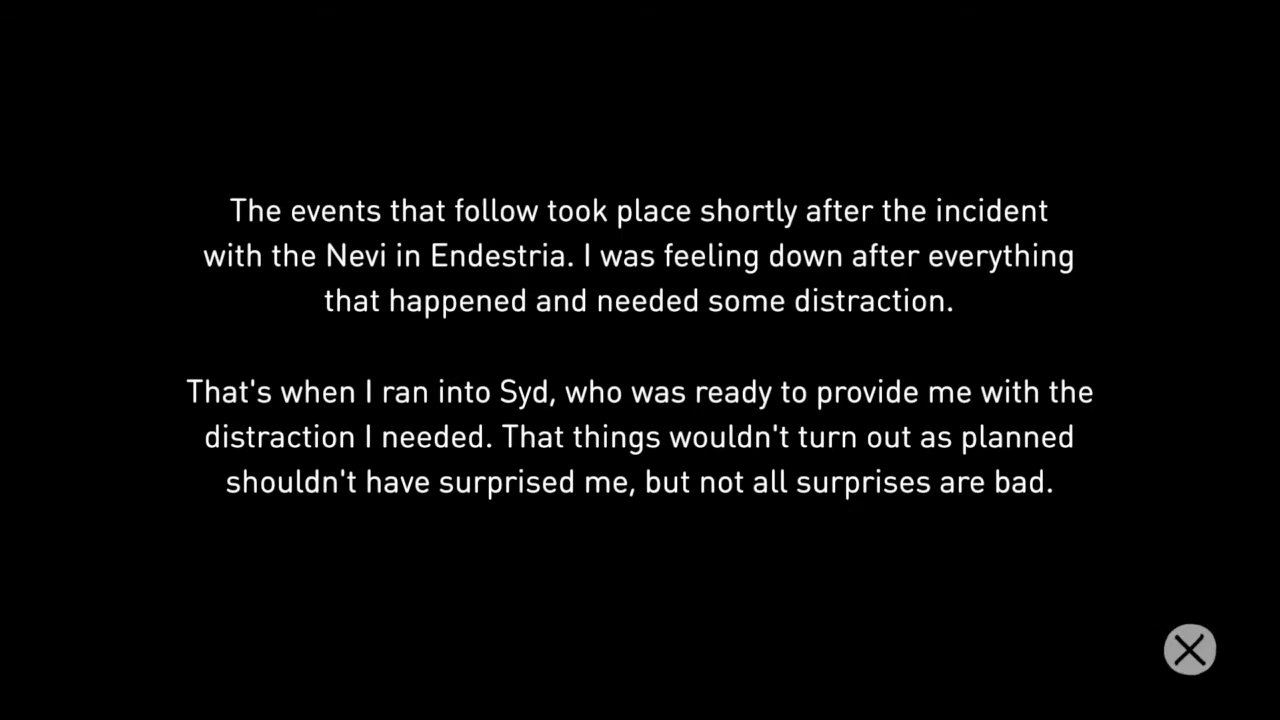 The events that follow took place shortly after the incident
with the Nevi in Endestria. I was feeling down after everything
that happened and needed some distraction.
That's when I ran into Syd, who was ready to provide me with the
distraction I needed. That things wouldn't turn out as planned
shouldn't have surprised me, but not all surprises are bad.